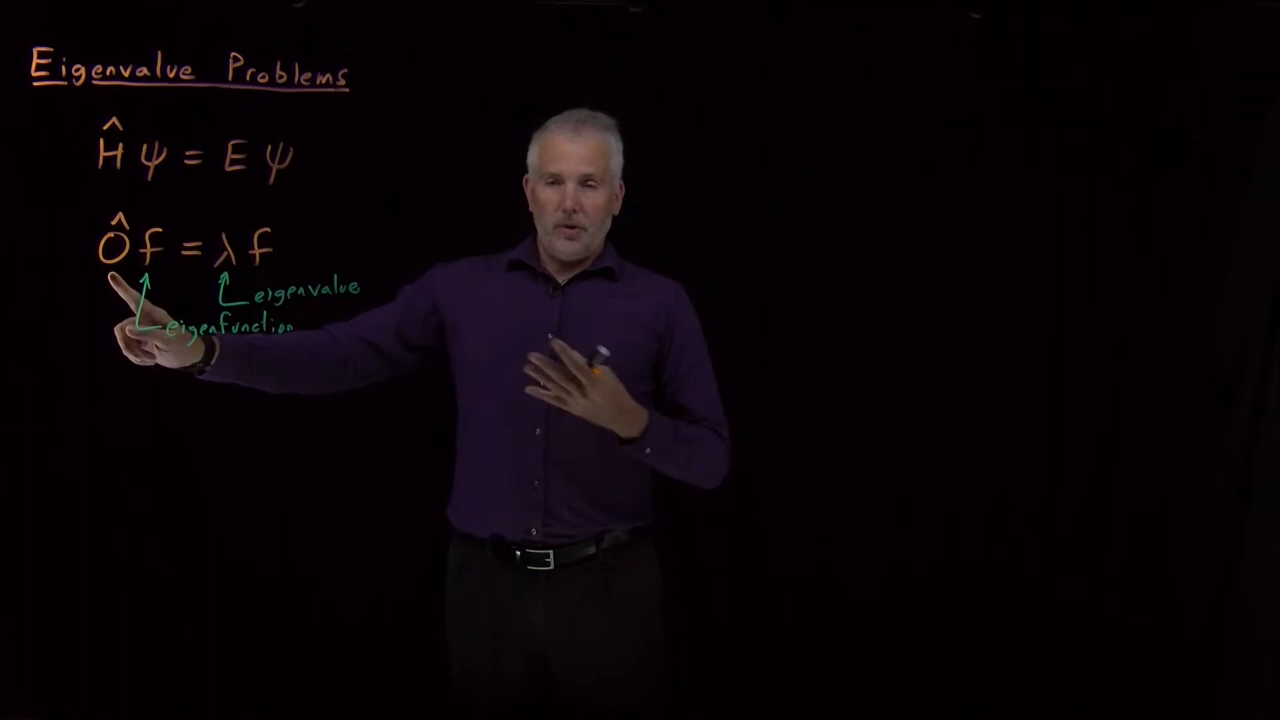 Eigenvalue Problems
Ĥ ψ = E ψ
Ô f = λ f
eigenvalue
eigenfunction